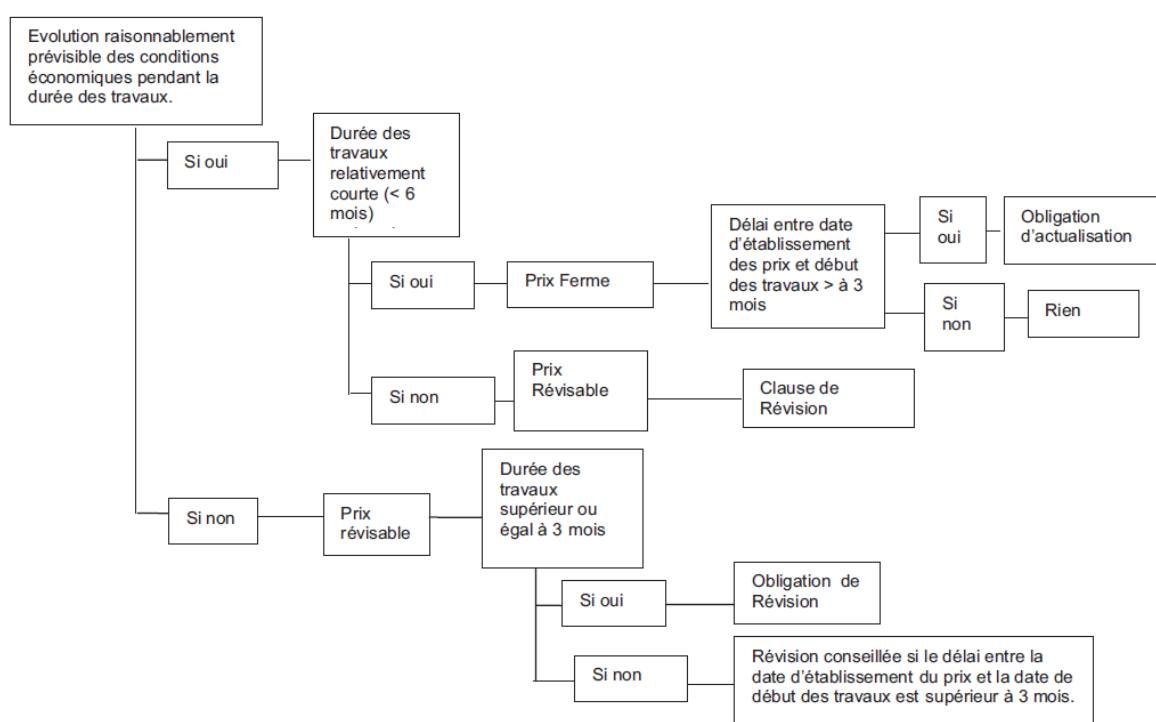 Evolution raisonnablement
prévisible des conditions
économiques pendant la
durée des travaux.
Si oui
Durée des
travaux
relativement
courte (< 6
mois)
Si oui
Prix Ferme
Délai entre date
d'établissement
des prix et début
des travaux > à 3
mois
Si
oui
Obligation
d'actualisation
Si
non
Rien
Si non
Prix
Révisable
Clause de
Révision
Si non
Prix
révisable
Durée des
travaux
supérieur ou
égal à 3 mois
Si oui
Obligation de
Révision
Si non
Révision conseillée si le délai entre la
date d'établissement du prix et la date de
début des travaux est supérieur à 3 mois.